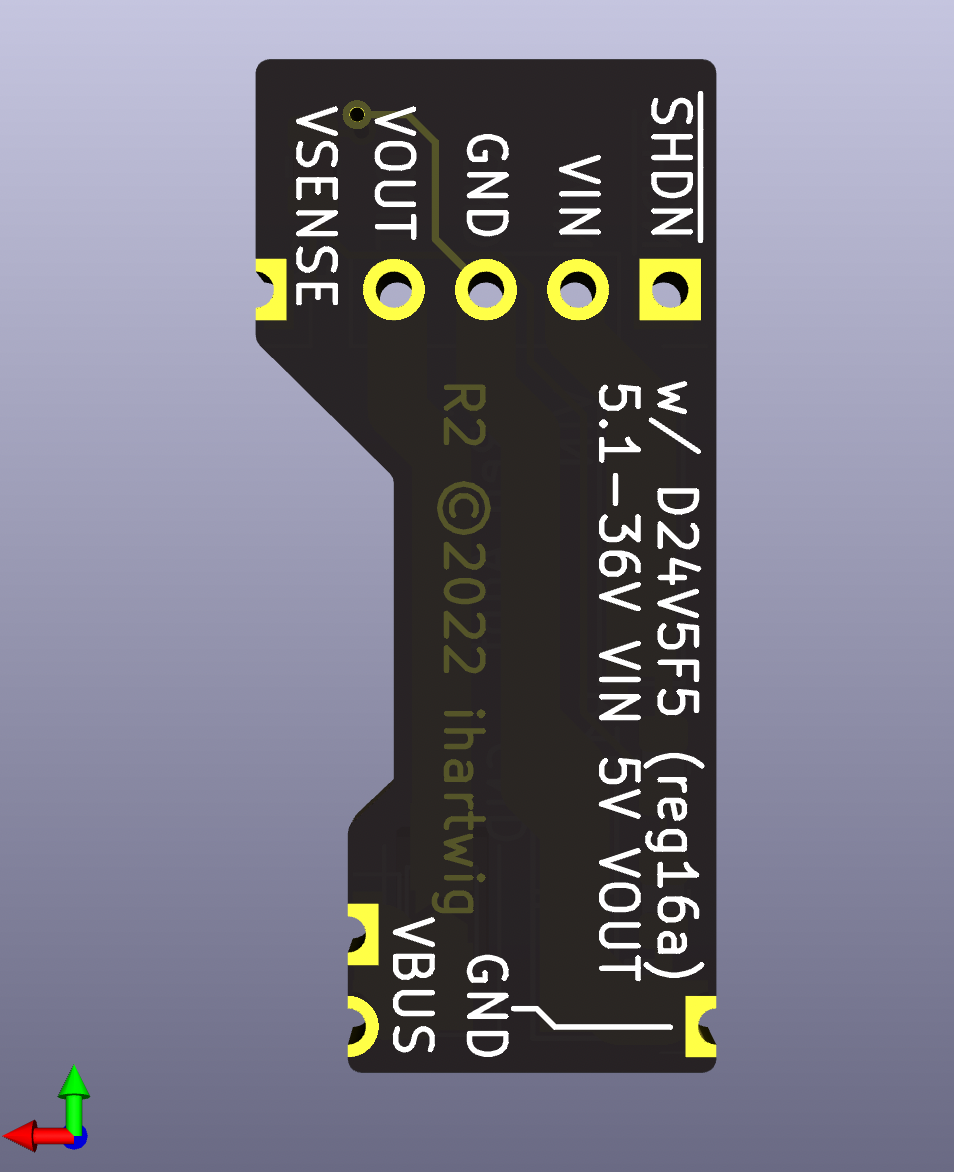 VSENSE
VOUT
GND
VIN
SHDN
w/ D24V5F5 (reg16a)
5.1-36V VIN 5V VOUT
R2 ©2022 ihartwig
VBUS
GND